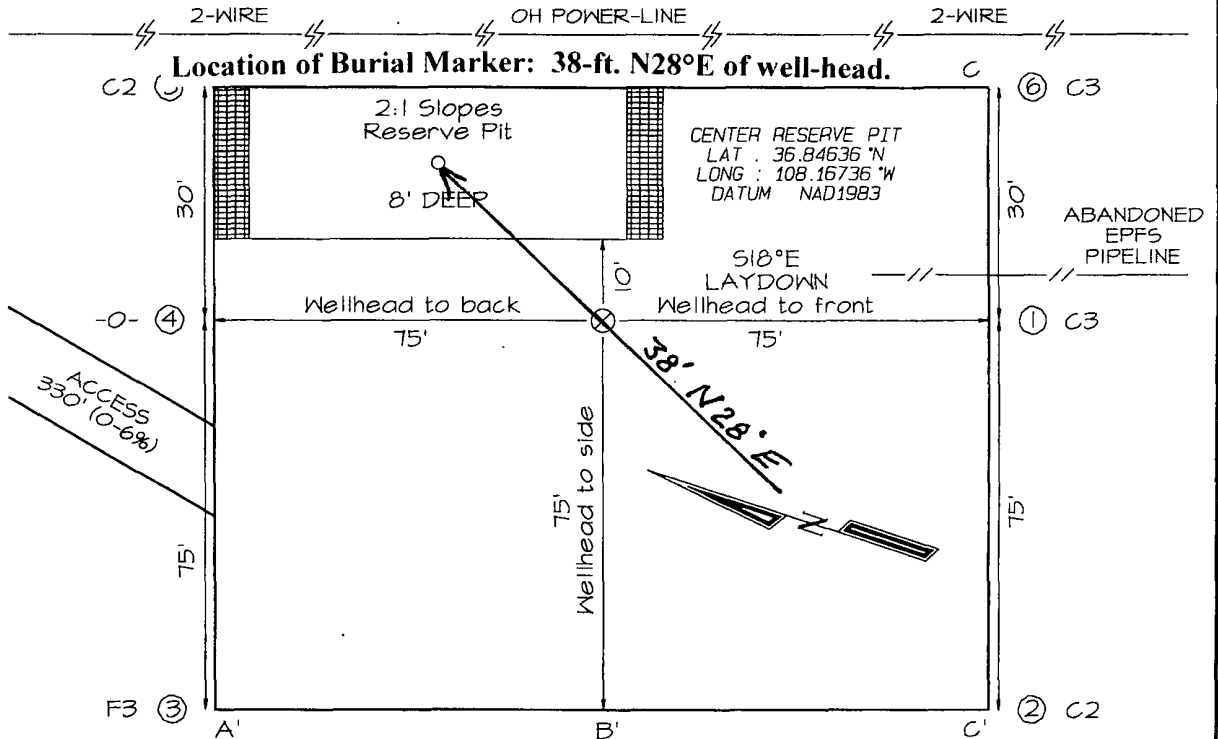 2-WIRE OH POWER-LINE 2-WIRE
Location of Burial Marker: 38-ft. N28°E of well-head.
C2 C ⑥ C3
2:1 Slopes
Reserve Pit
8' DEEP
CENTER RESERVE PIT
LAT . 36.84636 °N
LONG : 108.16736 °W
DATUM NAD1983
30' 30'
ABANDONED
EPFS
PIPELINE
10'
S18°E
LAYDOWN
Wellhead to back Wellhead to front
-0- ④ 75' 75' ① C3
ACCESS
330' (0-6%)
38' N28°E
75' Wellhead to side 75' 75'
N
F3 ③ ② C2
A' B' C'